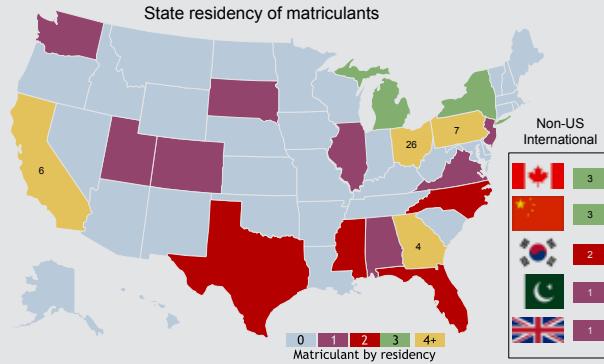 State residency of matriculants
6
26
7
4
Non-US
International
3
3
2
1
1
0 1 2 3 4+
Matriculant by residency